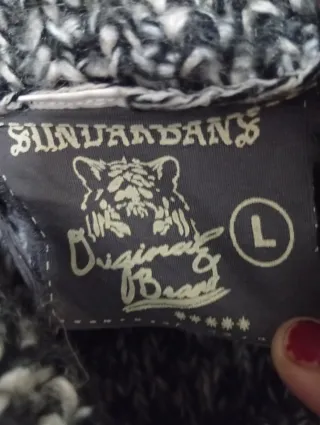 SUNDARBANS
Original
Brand
L
*****